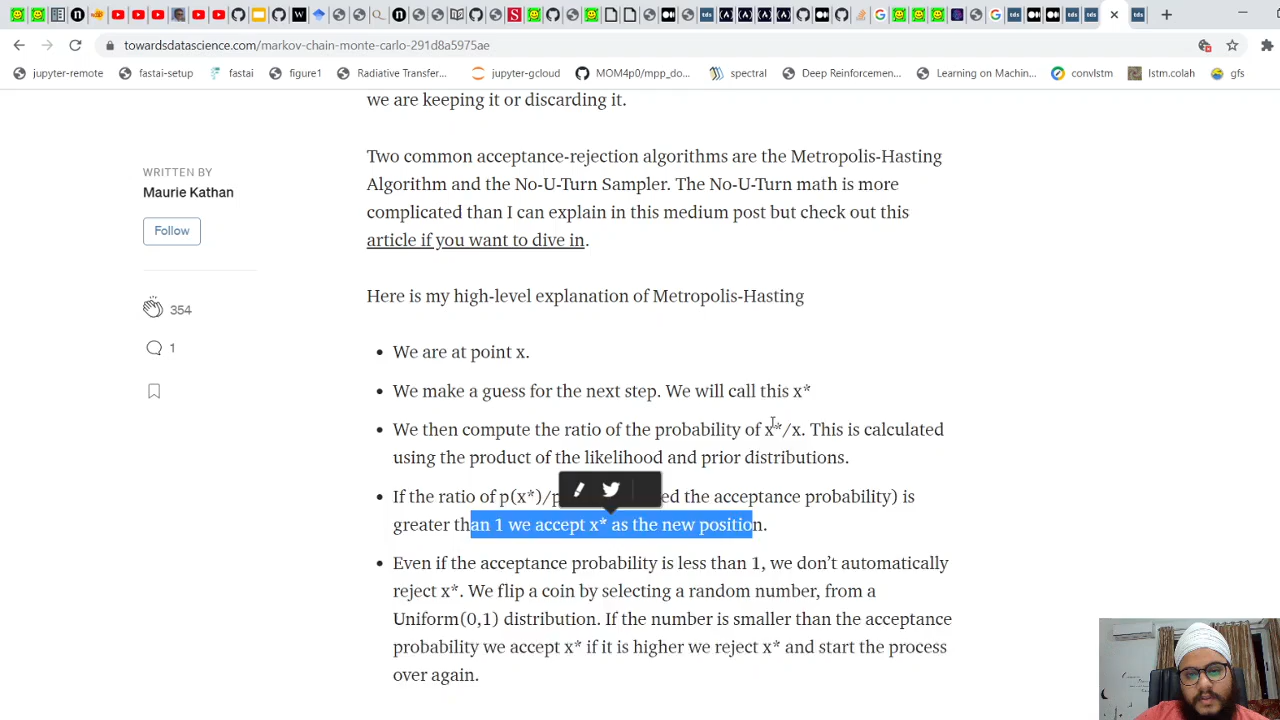 towardsdatascience.com/markov-chain-monte-carlo-291d8a5975ae
jupyter-remote fastai-setup fastai figure1 Radiative Transfer... jupyter-gcloud MOM4p0/mpp_do... spectral Deep Reinforcemen... Learning on Machin... convlstm lstm.colah gfs
we are keeping it or discarding it.
WRITTEN BY
Maurie Kathan
Follow
354
1
Two common acceptance-rejection algorithms are the Metropolis-Hasting
Algorithm and the No-U-Turn Sampler. The No-U-Turn math is more
complicated than I can explain in this medium post but check out this
article if you want to dive in.
Here is my high-level explanation of Metropolis-Hasting
• We are at point x.
• We make a guess for the next step. We will call this x*
• We then compute the ratio of the probability of x*/x. This is calculated
using the product of the likelihood and prior distributions.
• If the ratio of p(x*)/p ed the acceptance probability) is
greater than 1 we accept x* as the new position.
• Even if the acceptance probability is less than 1, we don't automatically
reject x*. We flip a coin by selecting a random number, from a
Uniform(0,1) distribution. If the number is smaller than the acceptance
probability we accept x* if it is higher we reject x* and start the process
over again.